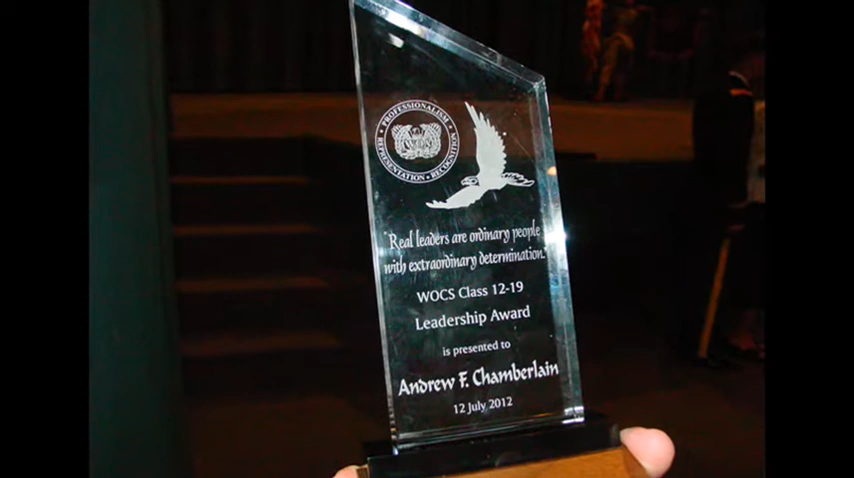 PROFESSIONALISM
REPRESENTATION • RECOGNITION
"Real leaders are ordinary people
with extraordinary determination."
WOCS Class 12-19
Leadership Award
is presented to
Andrew F. Chamberlain
12 July 2012